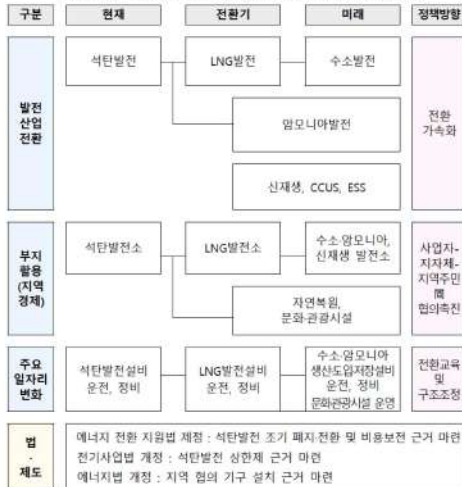 구분 현재 전환기 미래 정책방향
발전
산업
전환
석탄발전 LNG발전 수소발전
암모니아발전
신재생, CCUS, ESS
전환
가속화
부지
활용
(지역
경제)
석탄발전소 LNG발전소 수소·암모니아,
신재생 발전소
자연복원,
문화·관광시설
사업자-
지자체-
지역주민
間
협의촉진
주요
일자리
변화
석탄발전설비
운전, 정비
LNG발전설비
운전, 정비
수소·암모니아
생산도입저장설비
운전, 정비
문화관광시설 운영
전환교육
및
구조조정
법
·
제도
에너지 전환 지원법 제정 : 석탄발전 조기 폐지·전환 및 비용보전 근거 마련
전기사업법 개정 : 석탄발전 상한제 근거 마련
에너지법 개정 : 지역 협의 기구 설치 근거 마련